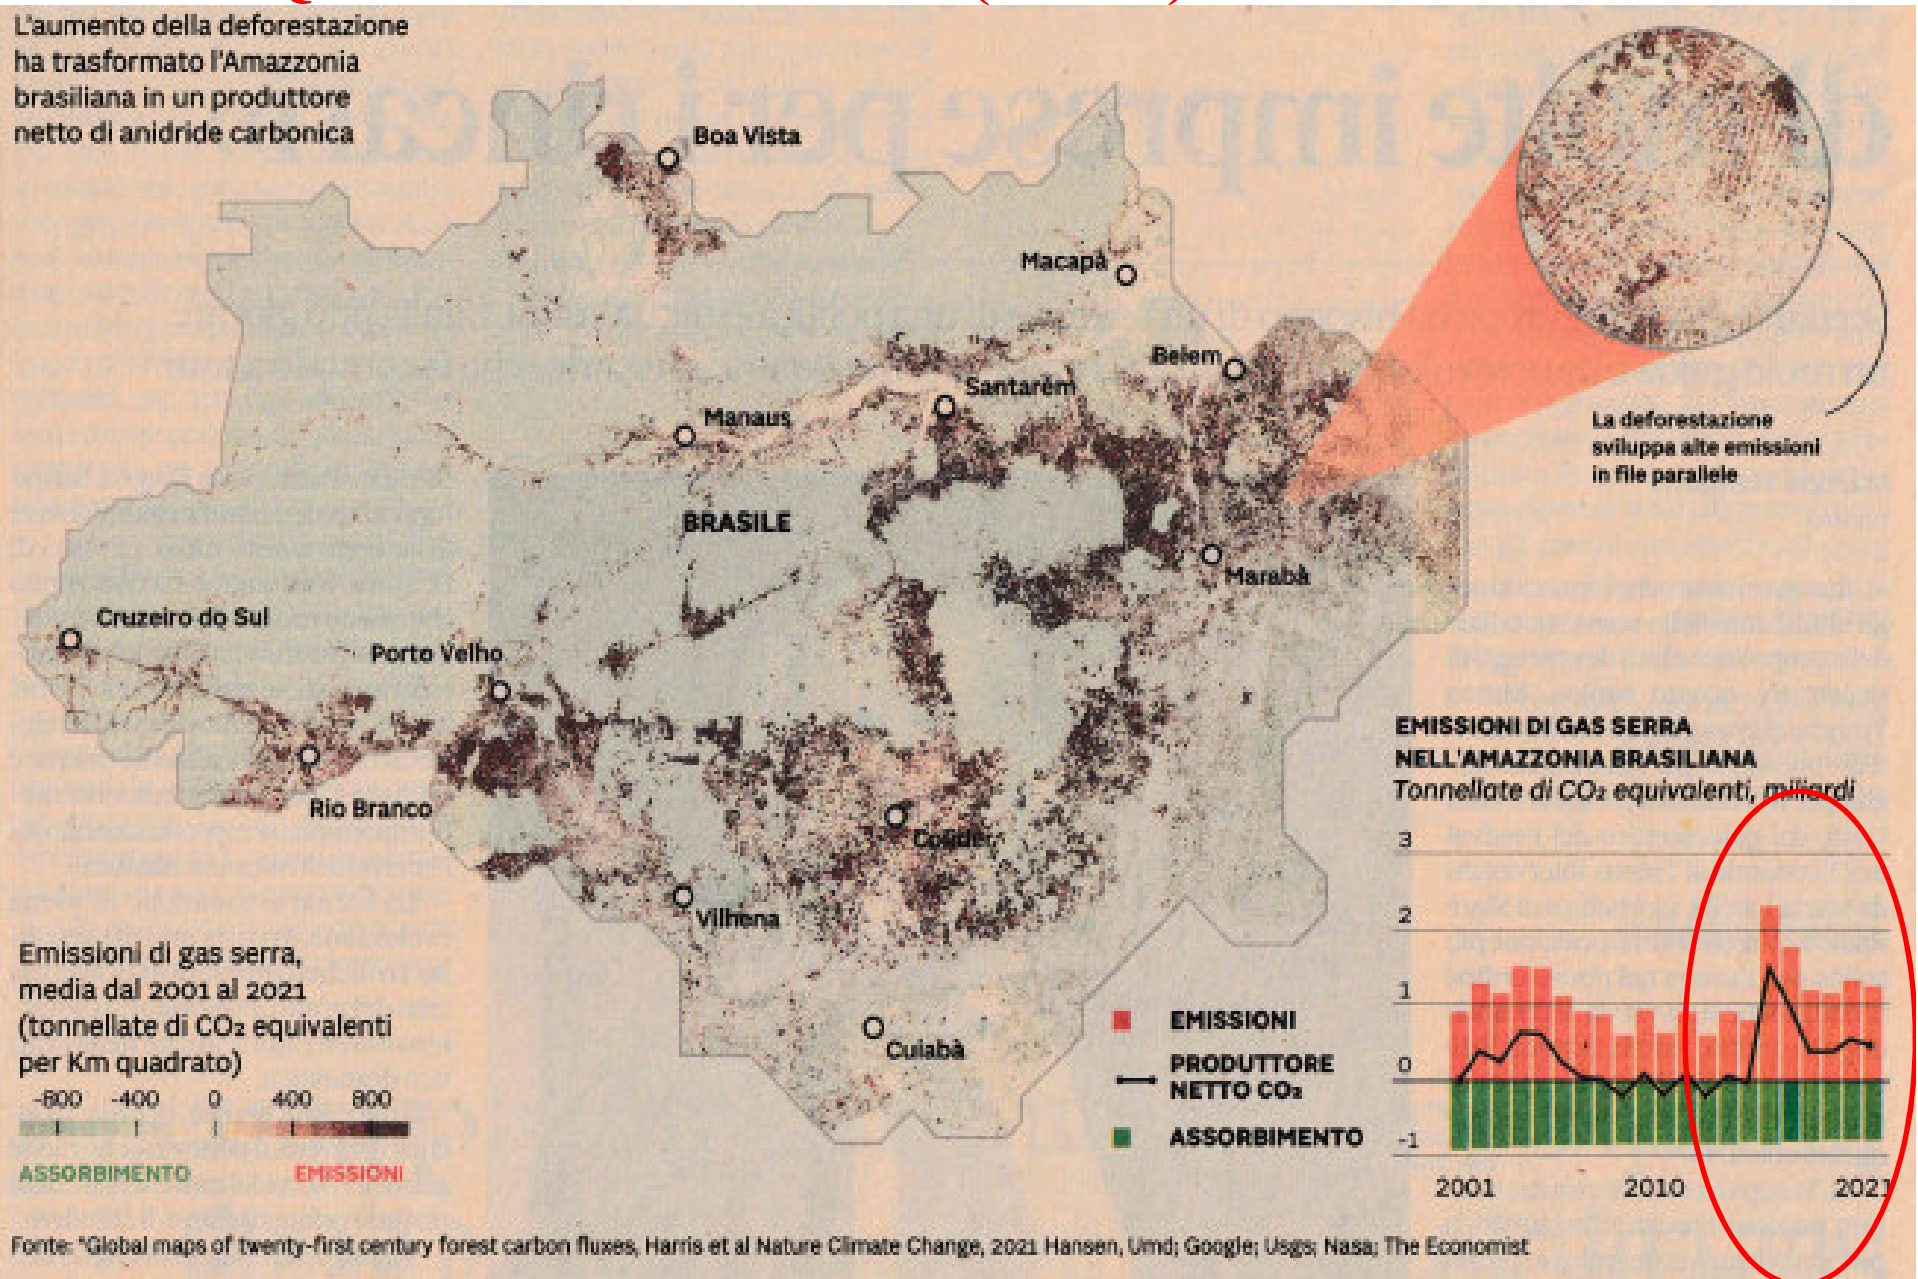 L'aumento della deforestazione
ha trasformato l'Amazzonia
brasiliana in un produttore
netto di anidride carbonica
Boa Vista
Macapà
Belem
Santarém
Manaus
La deforestazione
sviluppa alte emissioni
in file parallele
BRASILE
Marabà
Cruzeiro do Sul
Porto Velho
Rio Branco
Colider
Vilhena
Cuiabà
EMISSIONI DI GAS SERRA
NELL'AMAZZONIA BRASILIANA
Tonnellate di CO₂ equivalenti, miliardi
3
2
1
0
-1
2001 2010 2021
EMISSIONI
PRODUTTORE
NETTO CO₂
ASSORBIMENTO
Emissioni di gas serra,
media dal 2001 al 2021
(tonnellate di CO₂ equivalenti
per Km quadrato)
-800 -400 0 400 800
ASSORBIMENTO EMISSIONI
Fonte: "Global maps of twenty-first century forest carbon fluxes, Harris et al Nature Climate Change, 2021 Hansen, Umd; Google; Usgs; Nasa; The Economist